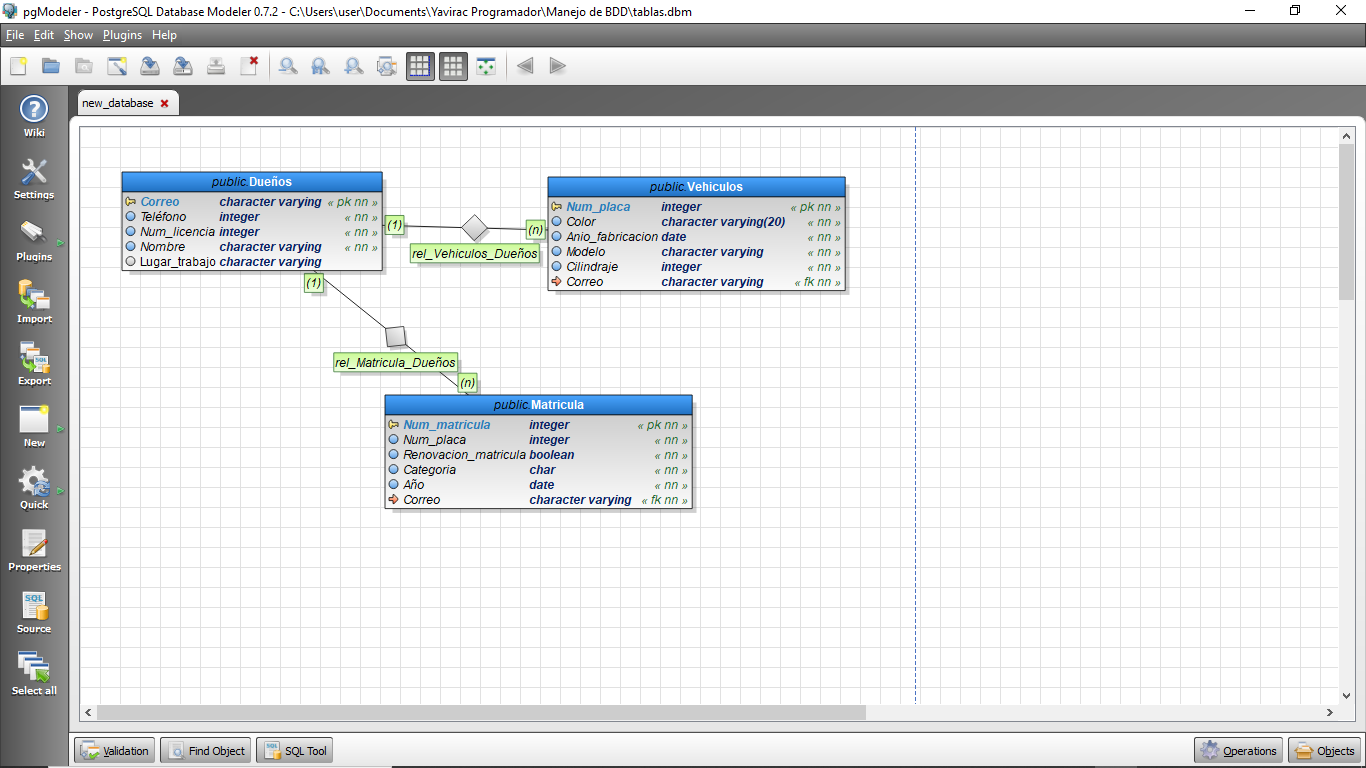 pgModeler - PostgreSQL Database Modeler 0.7.2 - C:\Users\user\Documents\Yavirac Programador\Manejo de BDD\tablas.dbm
File Edit Show Plugins Help
new_database
Wiki
Settings
Plugins
Import
Export
New
Quick
Properties
Source
Select all
public.Dueños
Correo character varying « pk nn »
Teléfono integer « nn »
Num_licencia integer « nn »
Nombre character varying « nn »
Lugar_trabajo character varying
(1)
(n)
rel_Vehiculos_Dueños
public.Vehiculos
Num_placa integer « pk nn »
Color character varying(20) « nn »
Anio_fabricacion date « nn »
Modelo character varying « nn »
Cilindraje integer « nn »
Correo character varying « fk nn »
(1)
rel_Matricula_Dueños
(n)
public.Matricula
Num_matricula integer « pk nn »
Num_placa integer « nn »
Renovacion_matricula boolean « nn »
Categoria char « nn »
Año date « nn »
Correo character varying « fk nn »
Validation Find Object SQL Tool Operations Objects